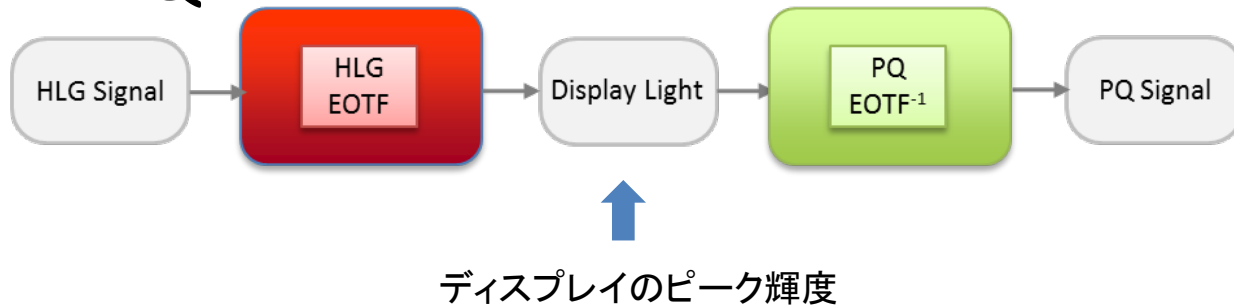 HLG Signal
HLG
EOTF
Display Light
PQ
EOTF-1
PQ Signal
ディスプレイのピーク輝度